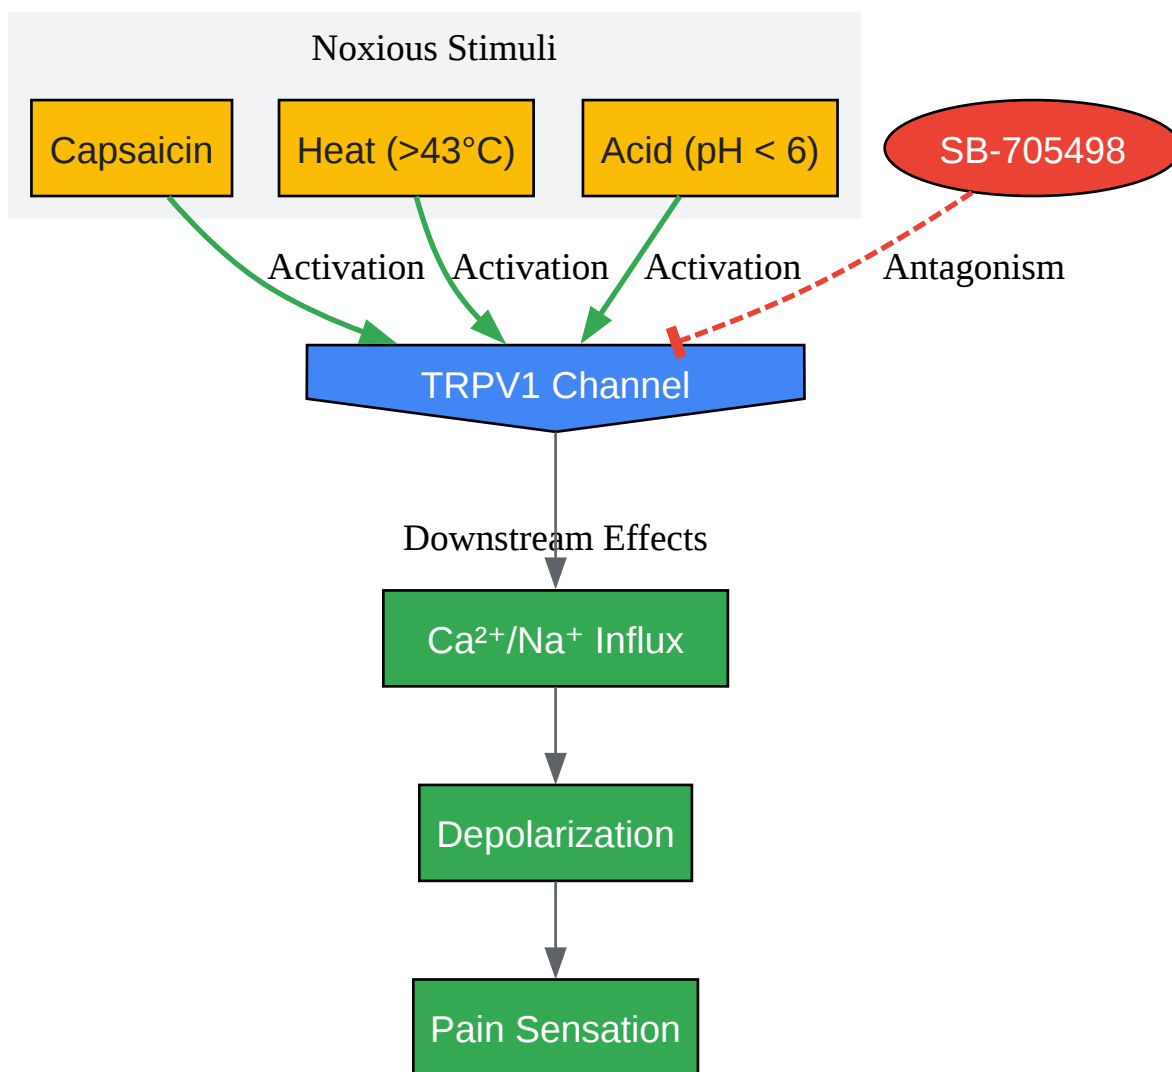 Noxious Stimuli
Capsaicin
Heat (>43°C)
Acid (pH < 6)
SB-705498
Activation
Activation
Activation
Antagonism
TRPV1 Channel
Downstream Effects
Ca²⁺/Na⁺ Influx
Depolarization
Pain Sensation